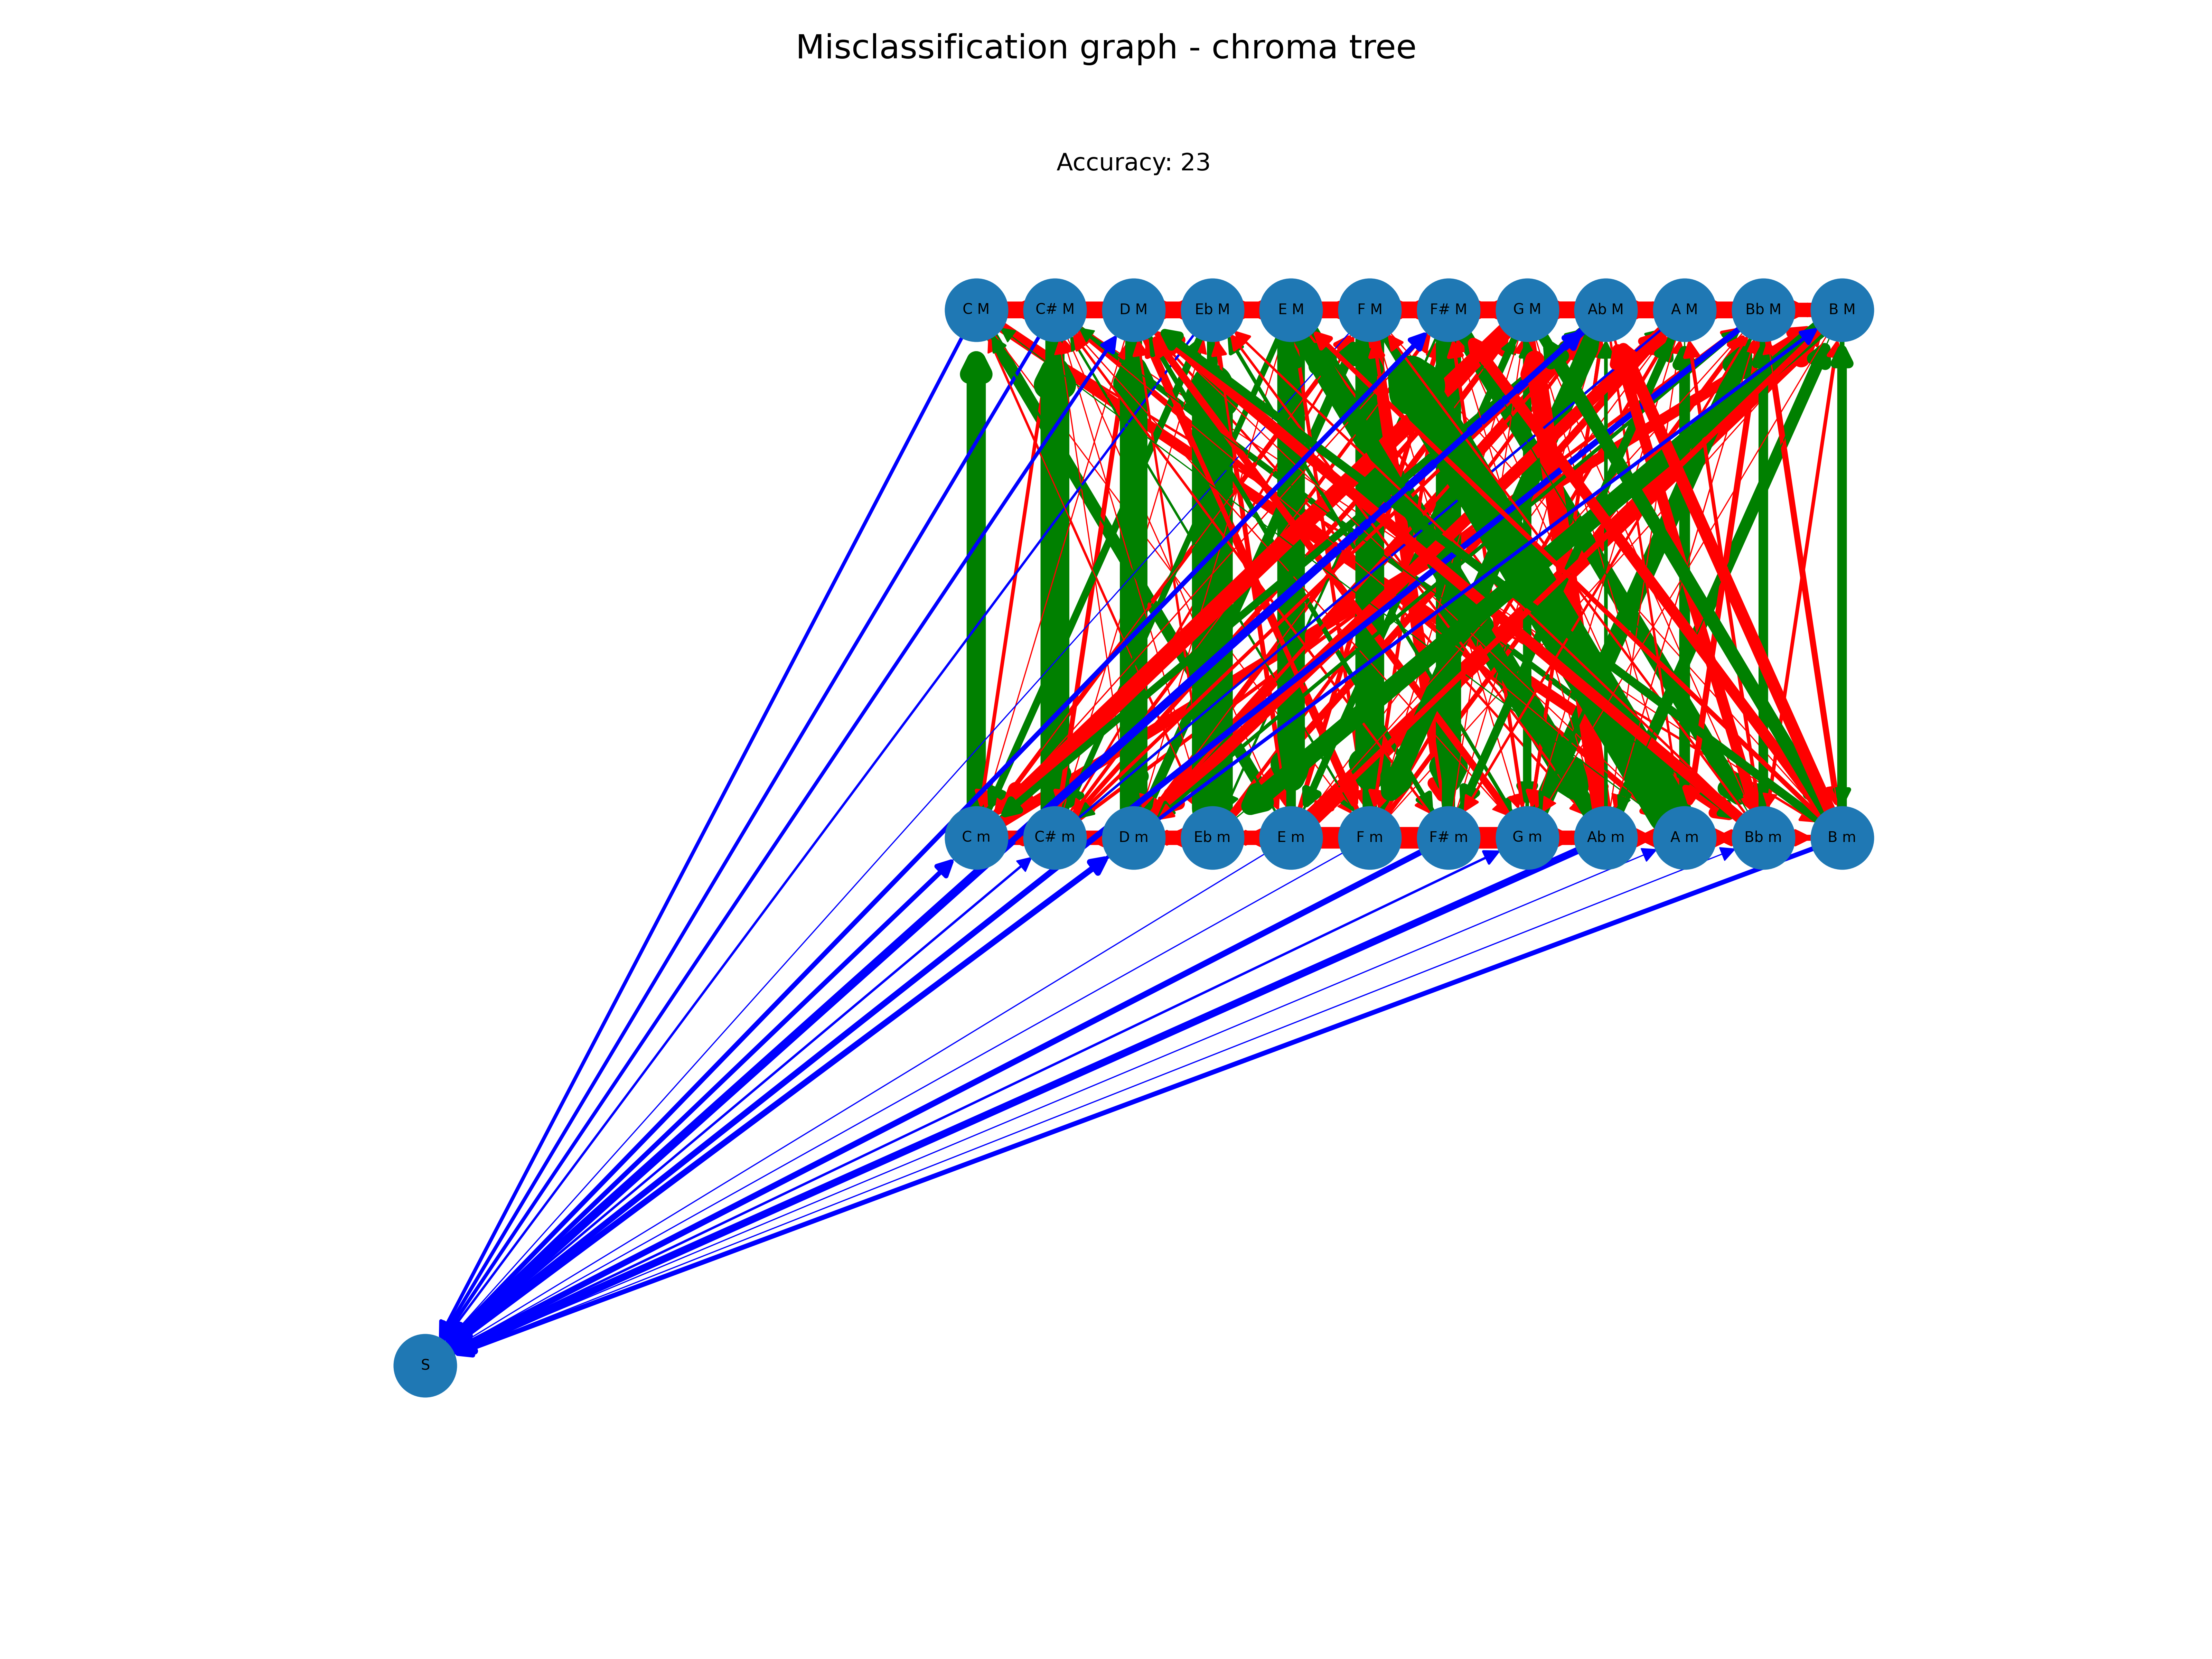 Misclassification graph - chroma tree
Accuracy: 23
C M C# M D M Eb M E M F M F# M G M Ab M A M Bb M B M
C m C# m D m Eb m E m F m F# m G m Ab m A m Bb m B m
S